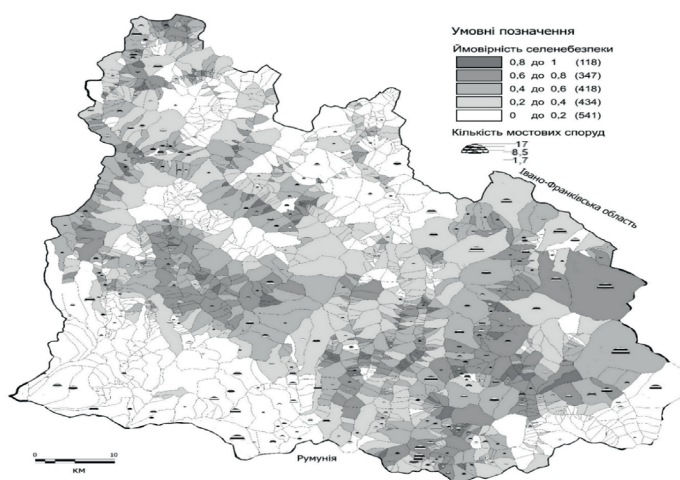 Умовні позначення
Ймовірність селенебезпеки
0,8 до 1 (118)
0.6 до 0,8 (347)
0,4 до 0,6 (418)
0,2 до 0,4 (434)
0 до 0,2 (541)
Кількість мостових споруд
17
8,5
1,7
Івано-Франківська область
0 10
КМ
Румунія